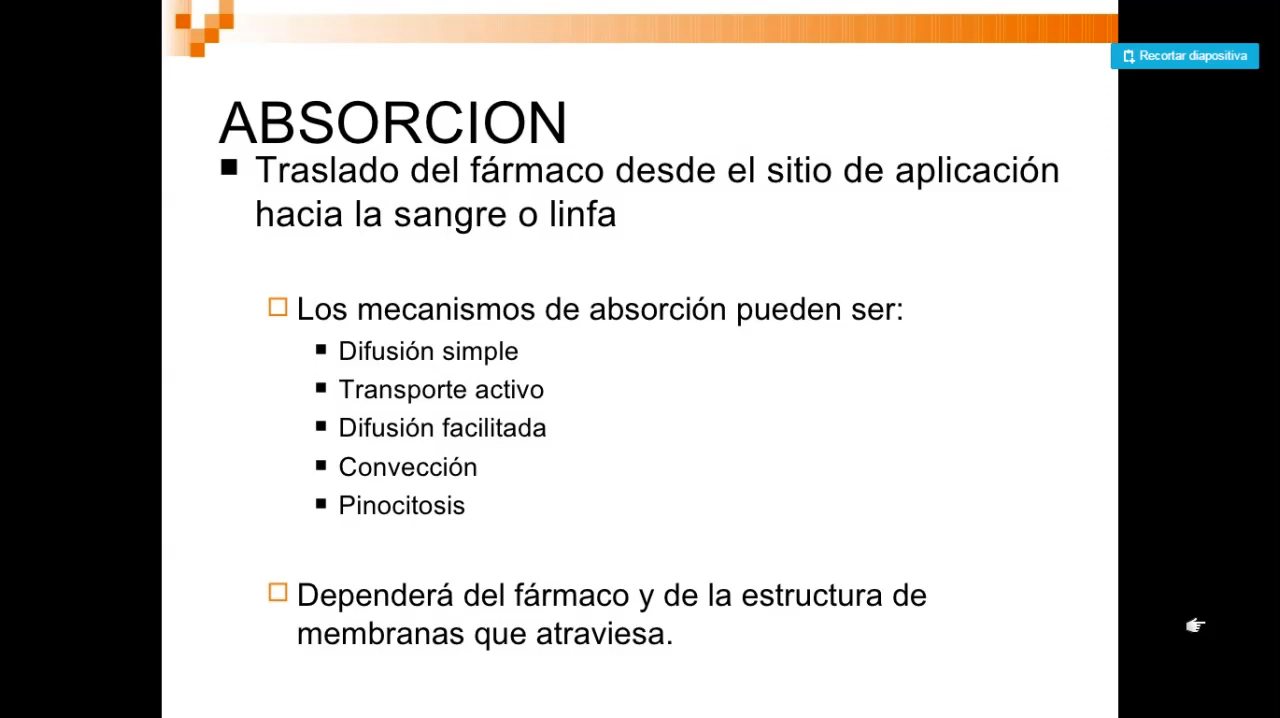 Recortar diapositiva
ABSORCION
Traslado del fármaco desde el sitio de aplicación
hacia la sangre o linfa
Los mecanismos de absorción pueden ser:
Difusión simple
Transporte activo
Difusión facilitada
Convección
Pinocitosis
Dependerá del fármaco y de la estructura de
membranas que atraviesa.